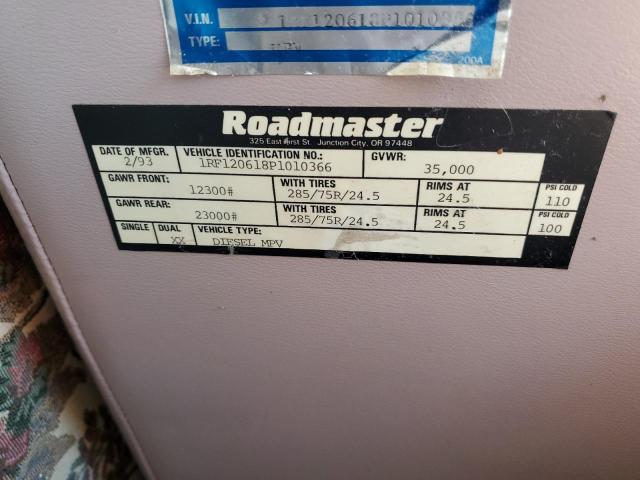 V.I.N. 1RF120618P1010366
TYPE: MPV
200A
Roadmaster
325 East First St. Junction City, OR 97448
DATE OF MFGR. VEHICLE IDENTIFICATION NO.: GVWR:
2/93 1RF120618P1010366 35,000
GAWR FRONT: WITH TIRES RIMS AT PSI COLD
12300# 285/75R/24.5 24.5 110
GAWR REAR: WITH TIRES RIMS AT PSI COLD
23000# 285/75R/24.5 24.5 100
SINGLE DUAL VEHICLE TYPE:
XX DIESEL MPV